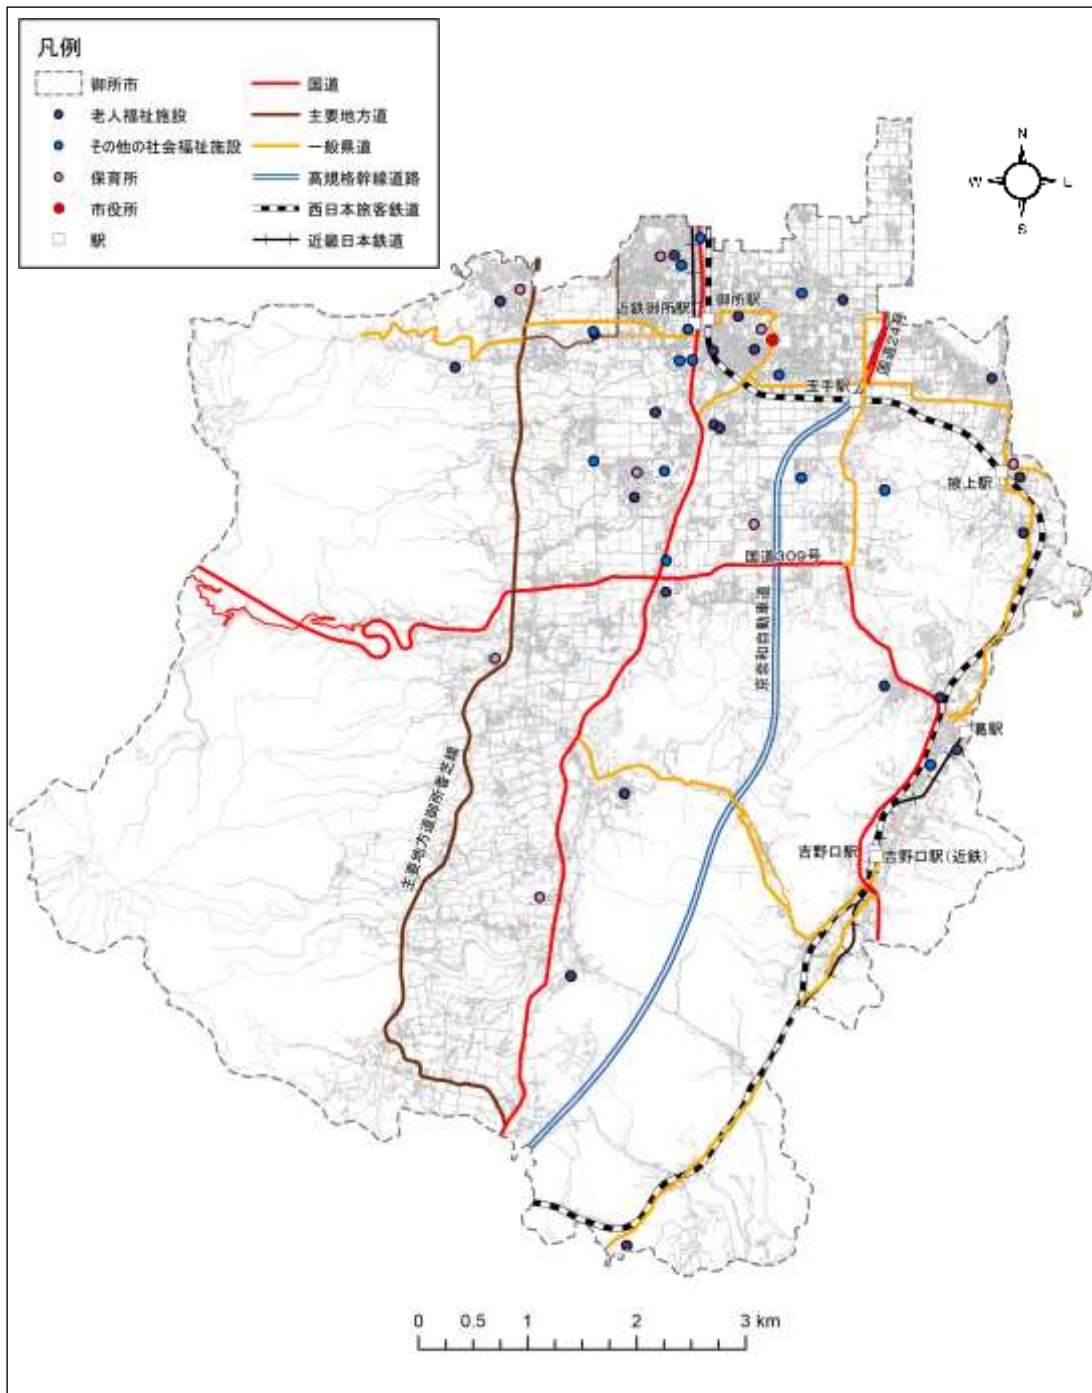 凡例
御所市
老人福祉施設
その他の社会福祉施設
保育所
市役所
駅
国道
主要地方道
一般県道
高規格幹線道路
西日本旅客鉄道
近畿日本鉄道
N
W
S
近鉄御所駅
御所駅
国道24号
玉手駅
掖上駅
国道309号
京奈和自動車道
主要地方道御所香芝線
葛駅
吉野口駅
吉野口駅(近鉄)
0 0.5 1 2 3 km